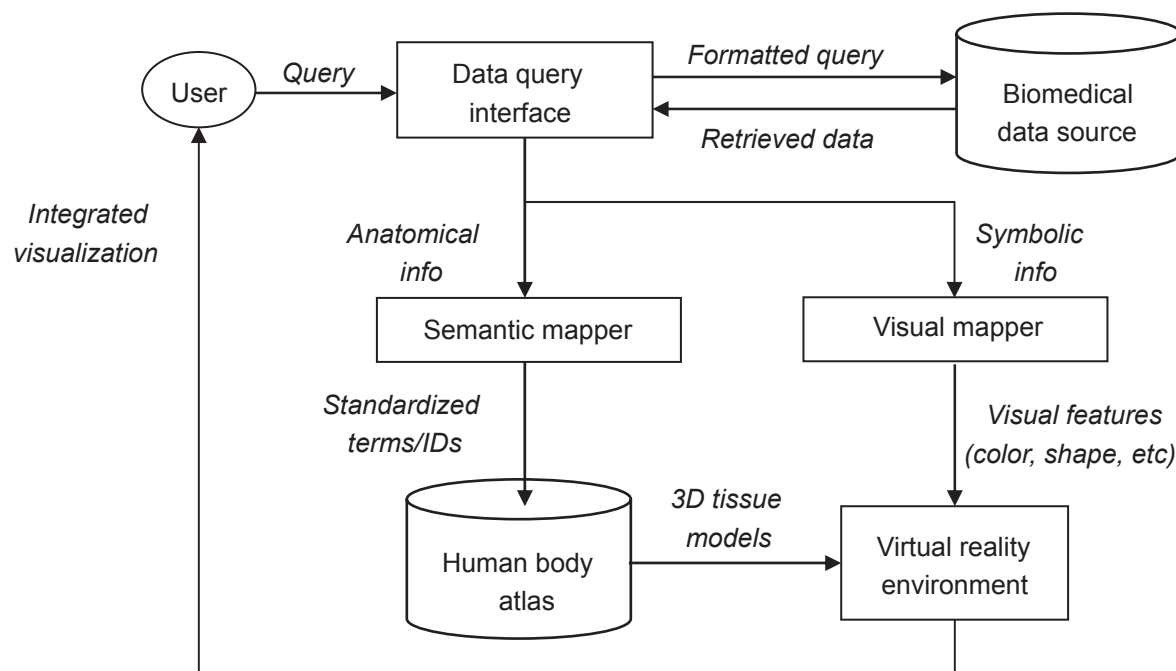 User
Query
Data query
interface
Formatted query
Retrieved data
Biomedical
data source
Integrated
visualization
Anatomical
info
Symbolic
info
Semantic mapper
Visual mapper
Standardized
terms/IDs
Visual features
(color, shape, etc)
Human body
atlas
3D tissue
models
Virtual reality
environment